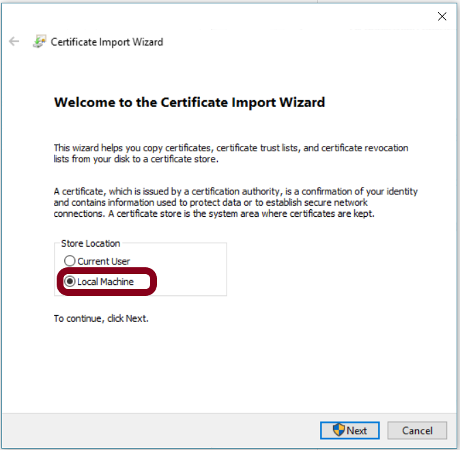 Certificate Import Wizard
Welcome to the Certificate Import Wizard
This wizard helps you copy certificates, certificate trust lists, and certificate revocation
lists from your disk to a certificate store.
A certificate, which is issued by a certification authority, is a confirmation of your identity
and contains information used to protect data or to establish secure network
connections. A certificate store is the system area where certificates are kept.
Store Location
Current User
Local Machine
To continue, click Next.
Next Cancel